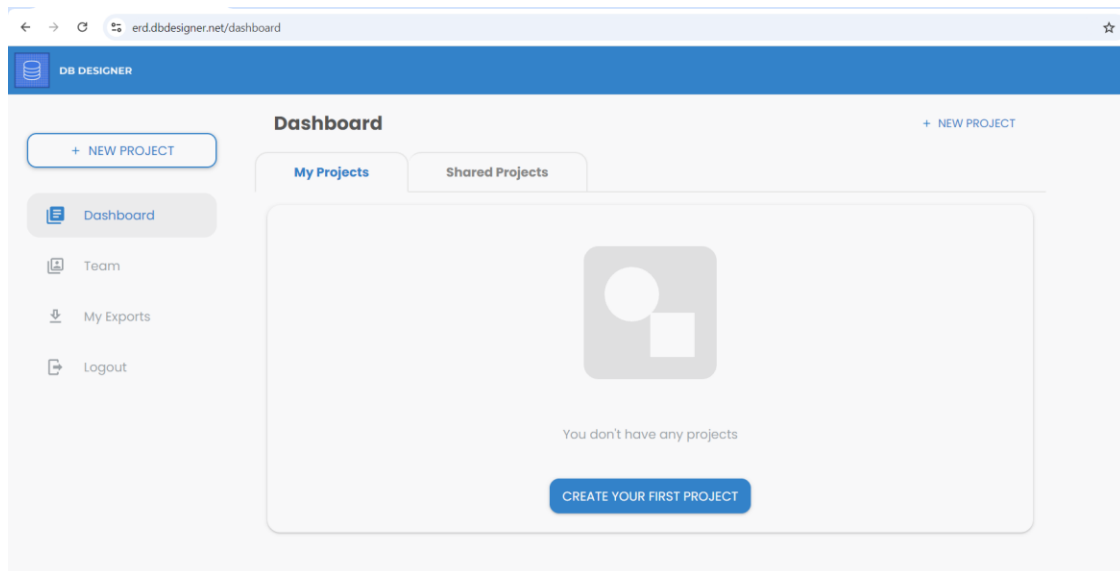 erd.dbdesigner.net/dashboard
DB DESIGNER
+ NEW PROJECT
Dashboard
Team
My Exports
Logout
Dashboard
+ NEW PROJECT
My Projects
Shared Projects
You don't have any projects
CREATE YOUR FIRST PROJECT